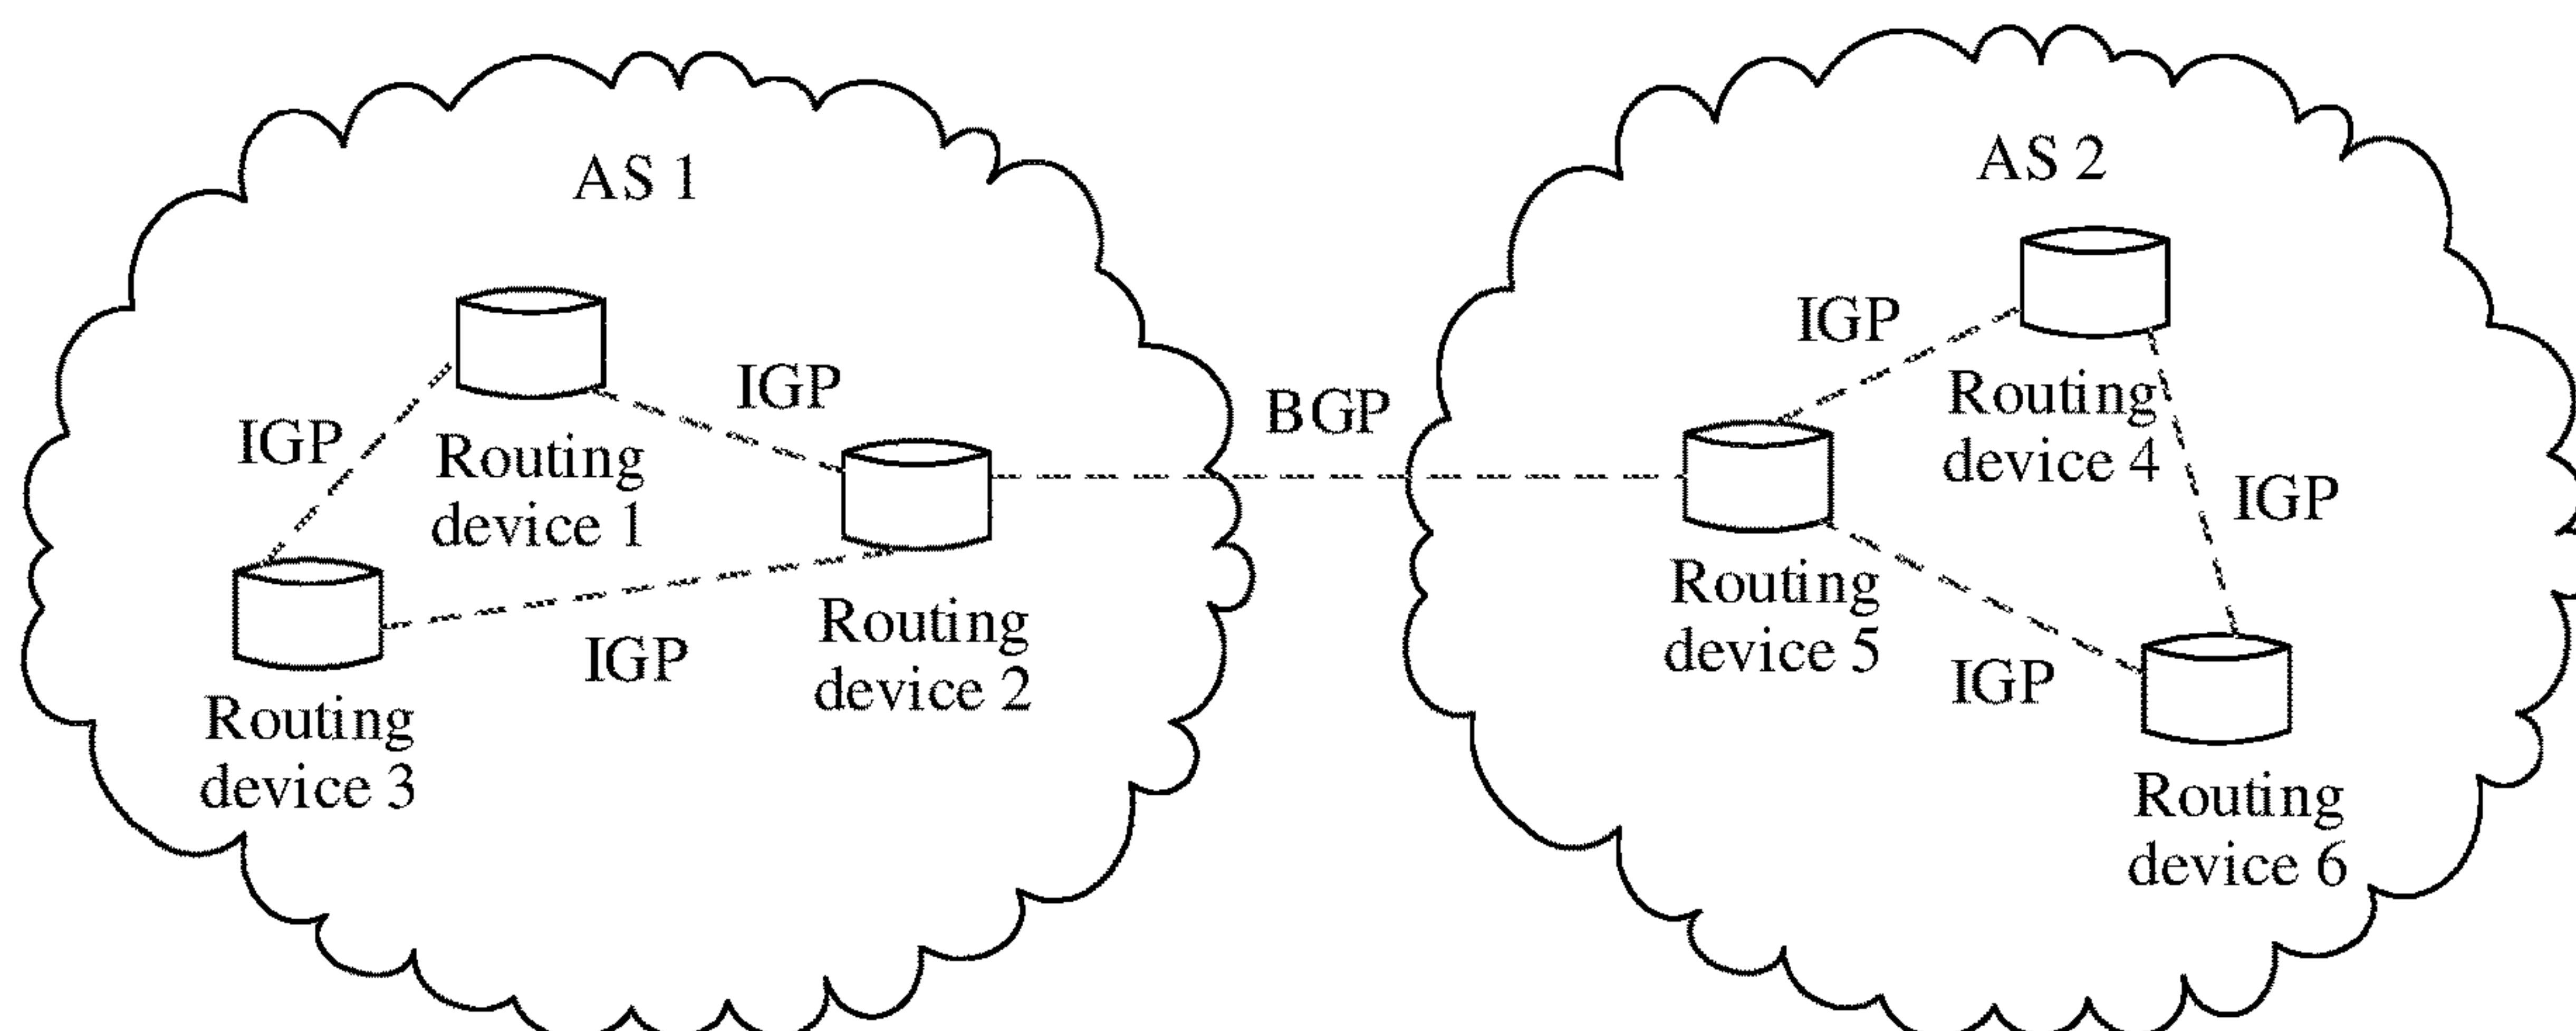 AS 1
IGP
IGP
Routing
device 1
IGP
Routing
device 2
Routing
device 3
BGP
AS 2
IGP
Routing
device 4
IGP
Routing
device 5
IGP
Routing
device 6